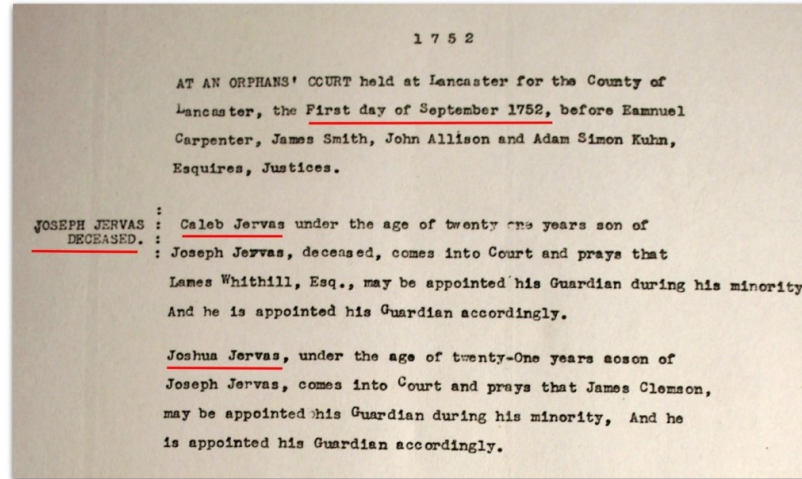 1 7 5 2
AT AN ORPHANS' CCURT held at Lancaster for the County of
Lancaster, the First day of September 1752, before Eamnuel
Carpenter, James Smith, John Allison and Adam Simon Kuhn,
Esquires, Justices.
JOSEPH JERVAS : Caleb Jervas under the age of twenty one years son of
DECEASED. :
: Joseph Jervas, deceased, comes into Court and prays that
Lames Whithill, Esq., may be appointed his Guardian during his minority
And he is appointed his Guardian accordingly.
Joshua Jervas, under the age of twenty-One years aoson of
Joseph Jervas, comes into Court and prays that James Clemson,
may be appointed his Guardian during his minority, And he
is appointed his Guardian accordingly.